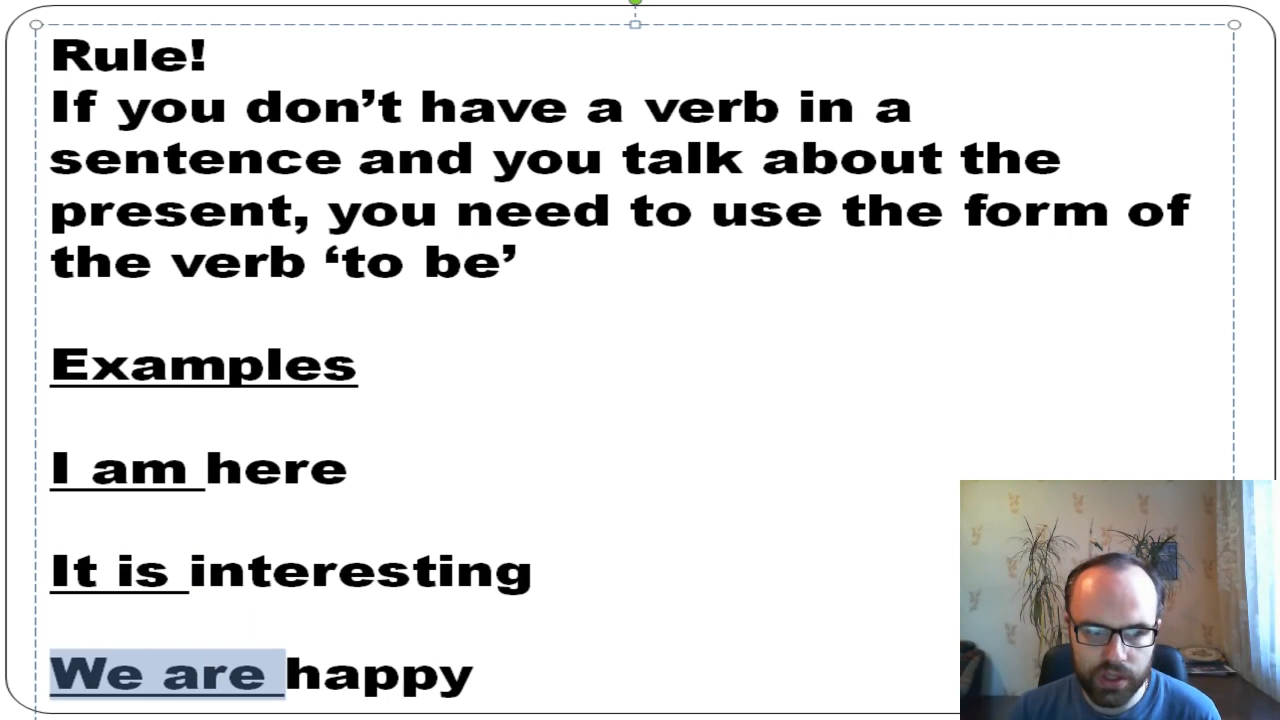 Rule!
If you don’t have a verb in a
sentence and you talk about the
present, you need to use the form of
the verb ‘to be’
Examples
I am here
It is interesting
We are happy